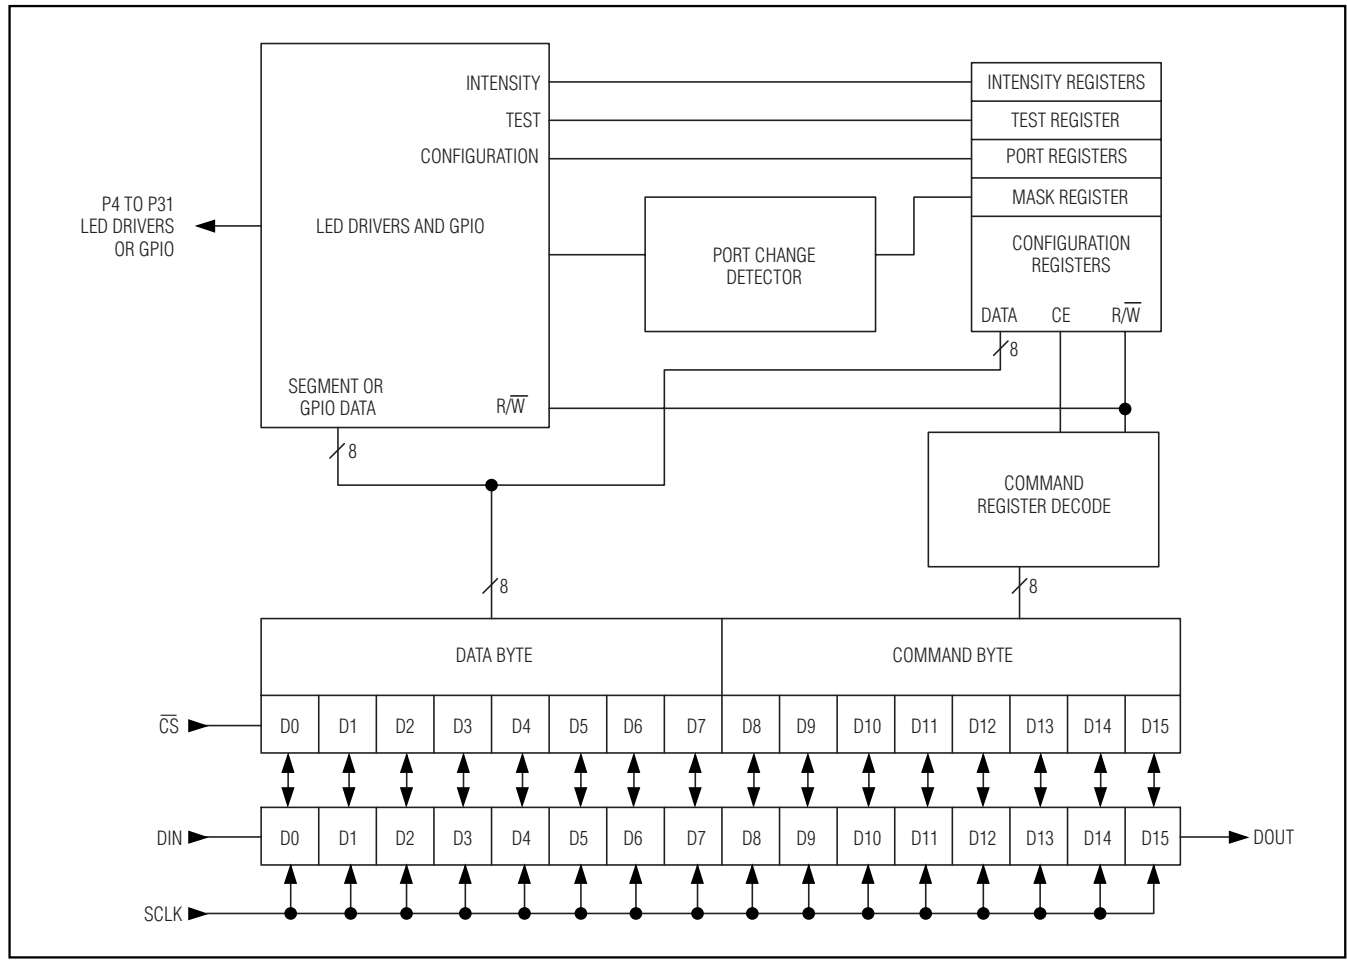 INTENSITY
TEST
CONFIGURATION
P4 TO P31
LED DRIVERS
OR GPIO
LED DRIVERS AND GPIO
SEGMENT OR
GPIO DATA
R/W̅
8
PORT CHANGE
DETECTOR
INTENSITY REGISTERS
TEST REGISTER
PORT REGISTERS
MASK REGISTER
CONFIGURATION
REGISTERS
DATA CE R/W̅
8
COMMAND
REGISTER DECODE
8
8
DATA BYTE
COMMAND BYTE
C̅S̅
D0 D1 D2 D3 D4 D5 D6 D7 D8 D9 D10 D11 D12 D13 D14 D15
DIN
D0 D1 D2 D3 D4 D5 D6 D7 D8 D9 D10 D11 D12 D13 D14 D15
DOUT
SCLK